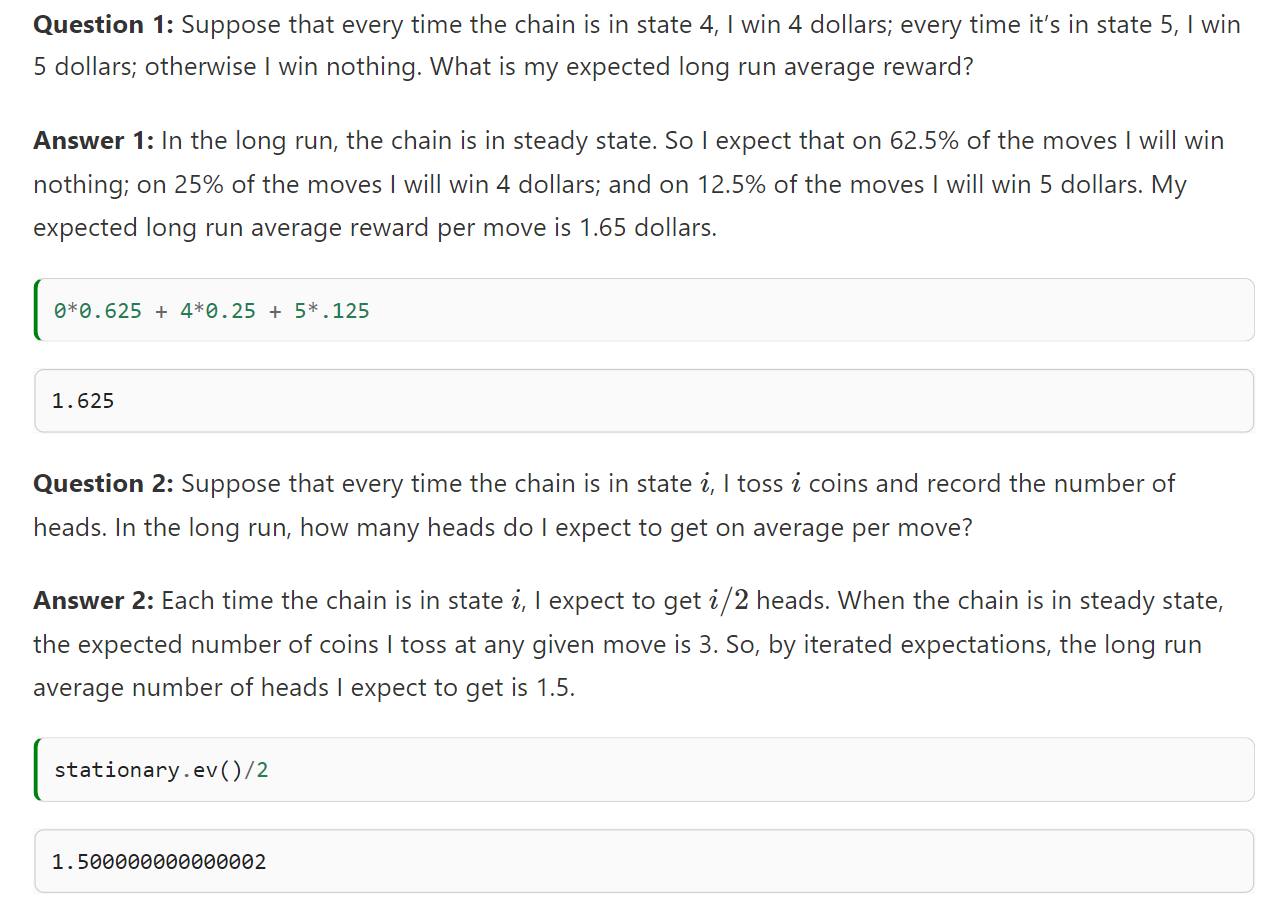 Question 1: Suppose that every time the chain is in state 4, I win 4 dollars; every time it’s in state 5, I win
5 dollars; otherwise I win nothing. What is my expected long run average reward?
Answer 1: In the long run, the chain is in steady state. So I expect that on 62.5% of the moves I will win
nothing; on 25% of the moves I will win 4 dollars; and on 12.5% of the moves I will win 5 dollars. My
expected long run average reward per move is 1.65 dollars.
0*0.625 + 4*0.25 + 5*.125
1.625
Question 2: Suppose that every time the chain is in state i, I toss i coins and record the number of
heads. In the long run, how many heads do I expect to get on average per move?
Answer 2: Each time the chain is in state i, I expect to get i/2 heads. When the chain is in steady state,
the expected number of coins I toss at any given move is 3. So, by iterated expectations, the long run
average number of heads I expect to get is 1.5.
stationary.ev()/2
1.500000000000002